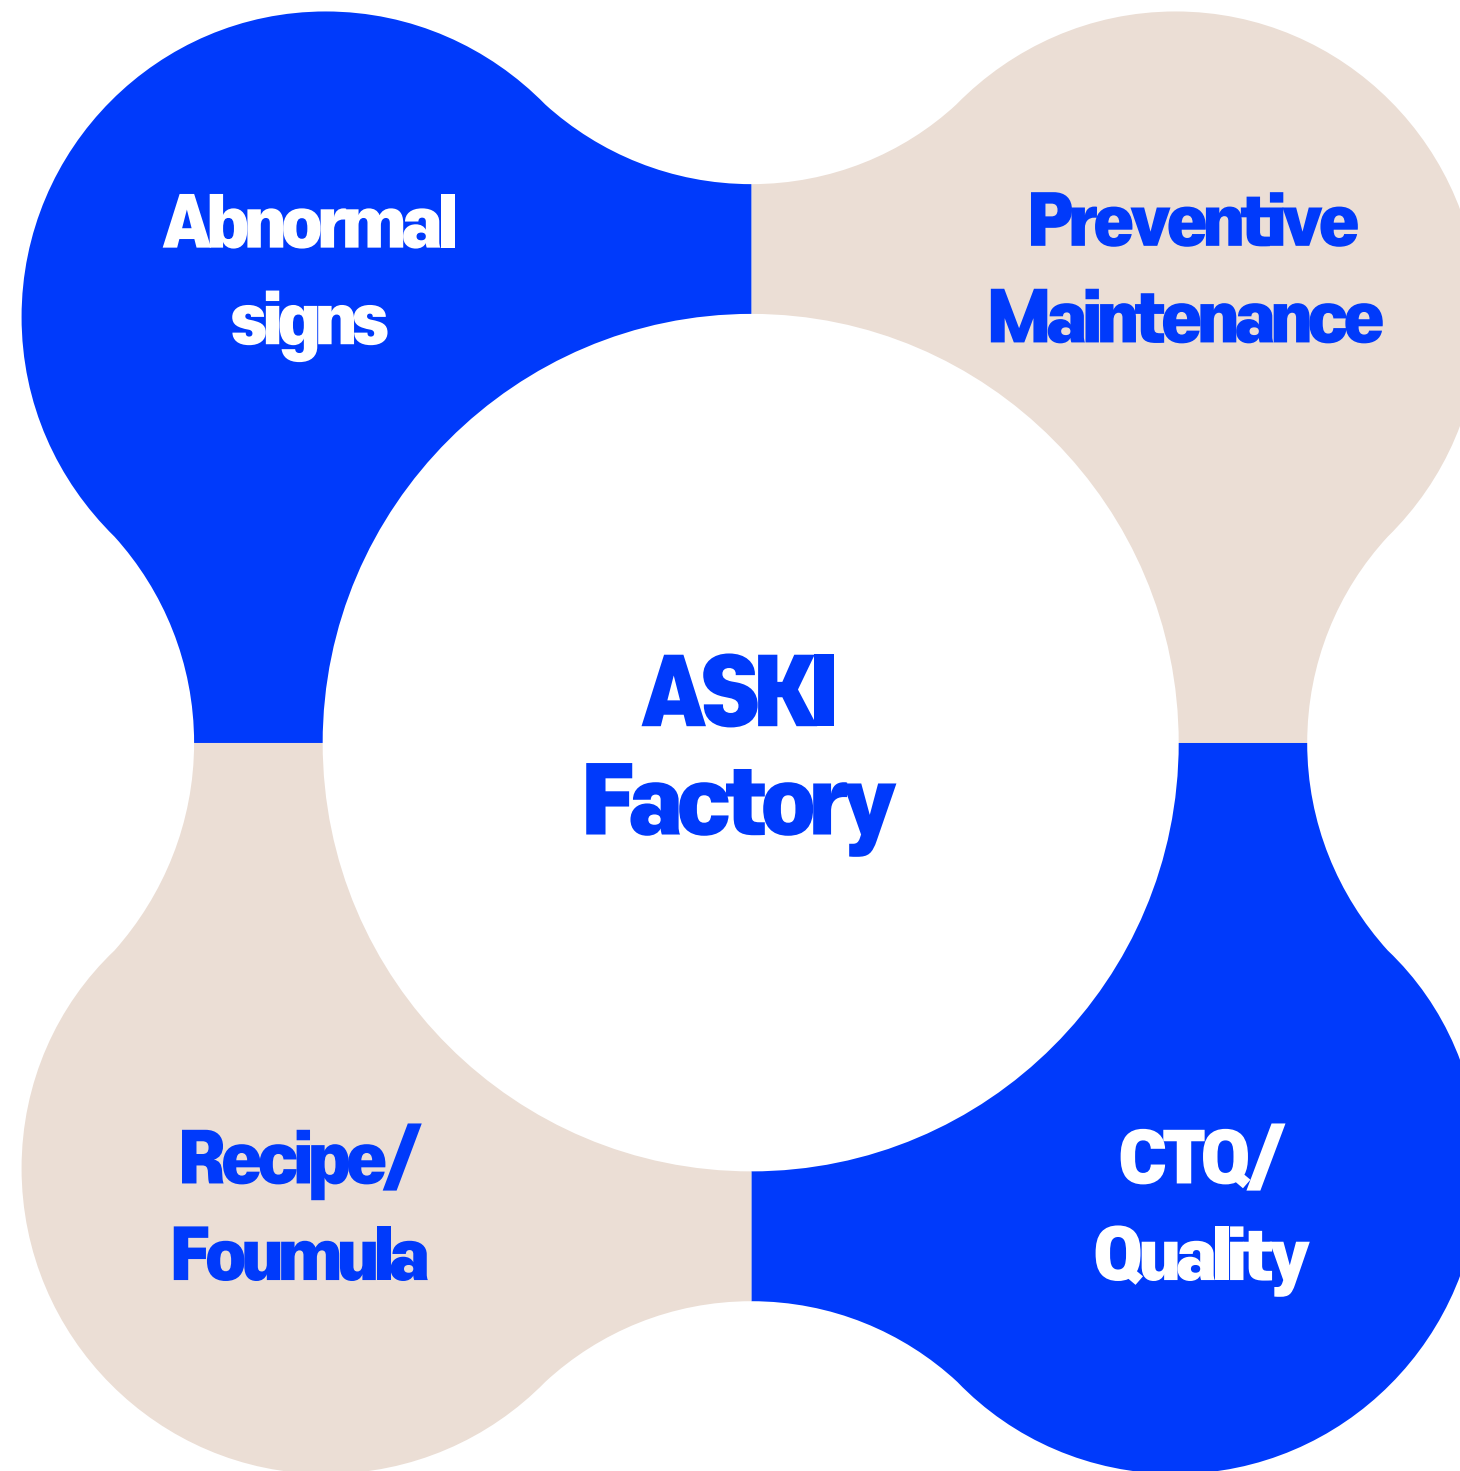 Abnormal
signs
Preventive
Maintenance
ASKI
Factory
Recipe/
Foumula
CTQ/
Quality